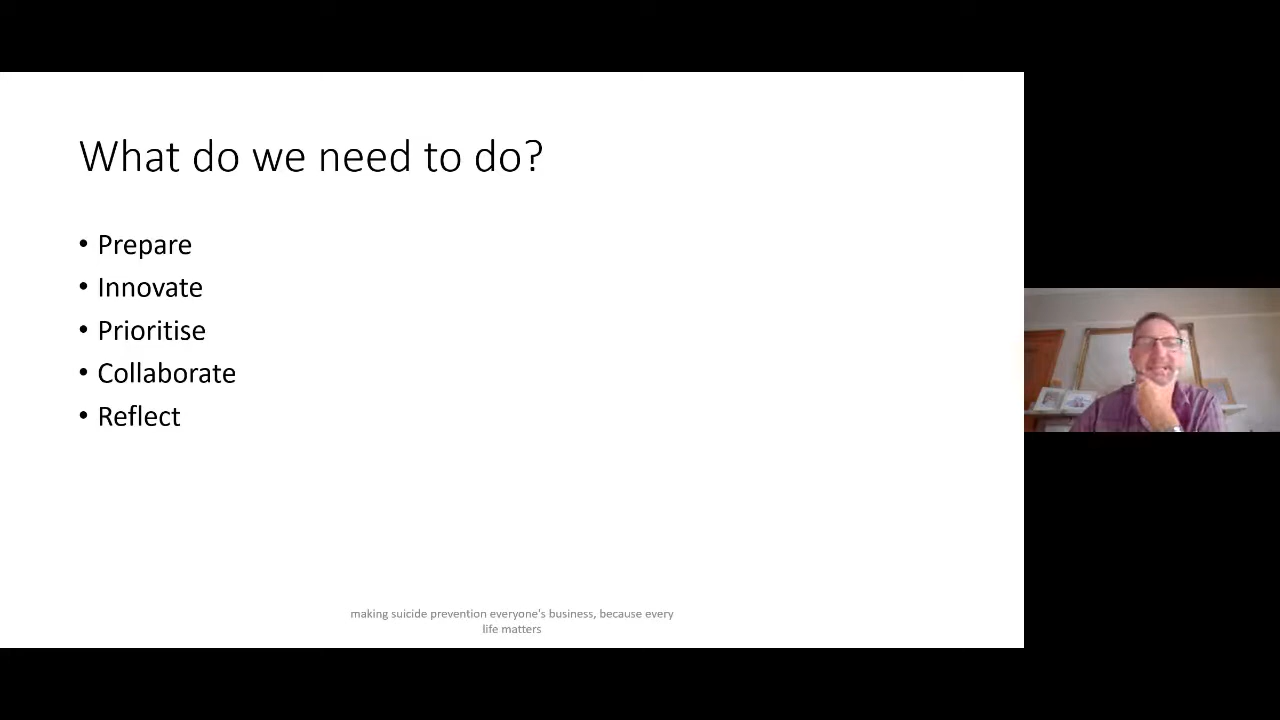 What do we need to do?
• Prepare
• Innovate
• Prioritise
• Collaborate
• Reflect
making suicide prevention everyone's business, because every
life matters